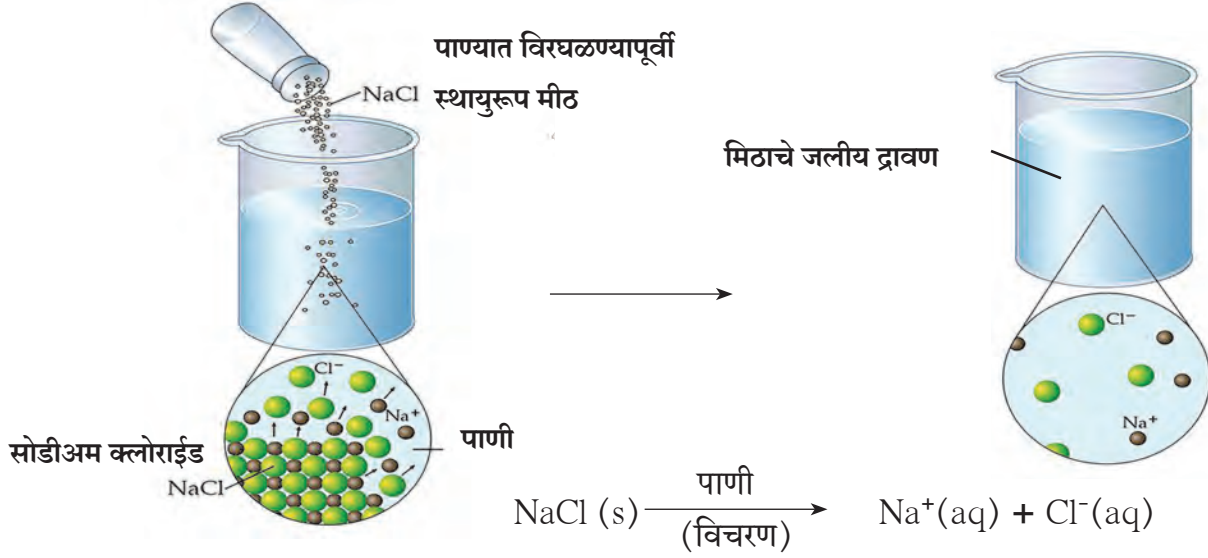 पाण्यात विरघळण्यापूर्वी
NaCl स्थायुरूप मीठ
मिठाचे जलीय द्रावण
Cl⁻
Na⁺
पाणी
सोडीअम क्लोराईड
NaCl
Cl⁻
Na⁺
NaCl (s) पाणी (विचरण) Na⁺(aq) + Cl⁻(aq)